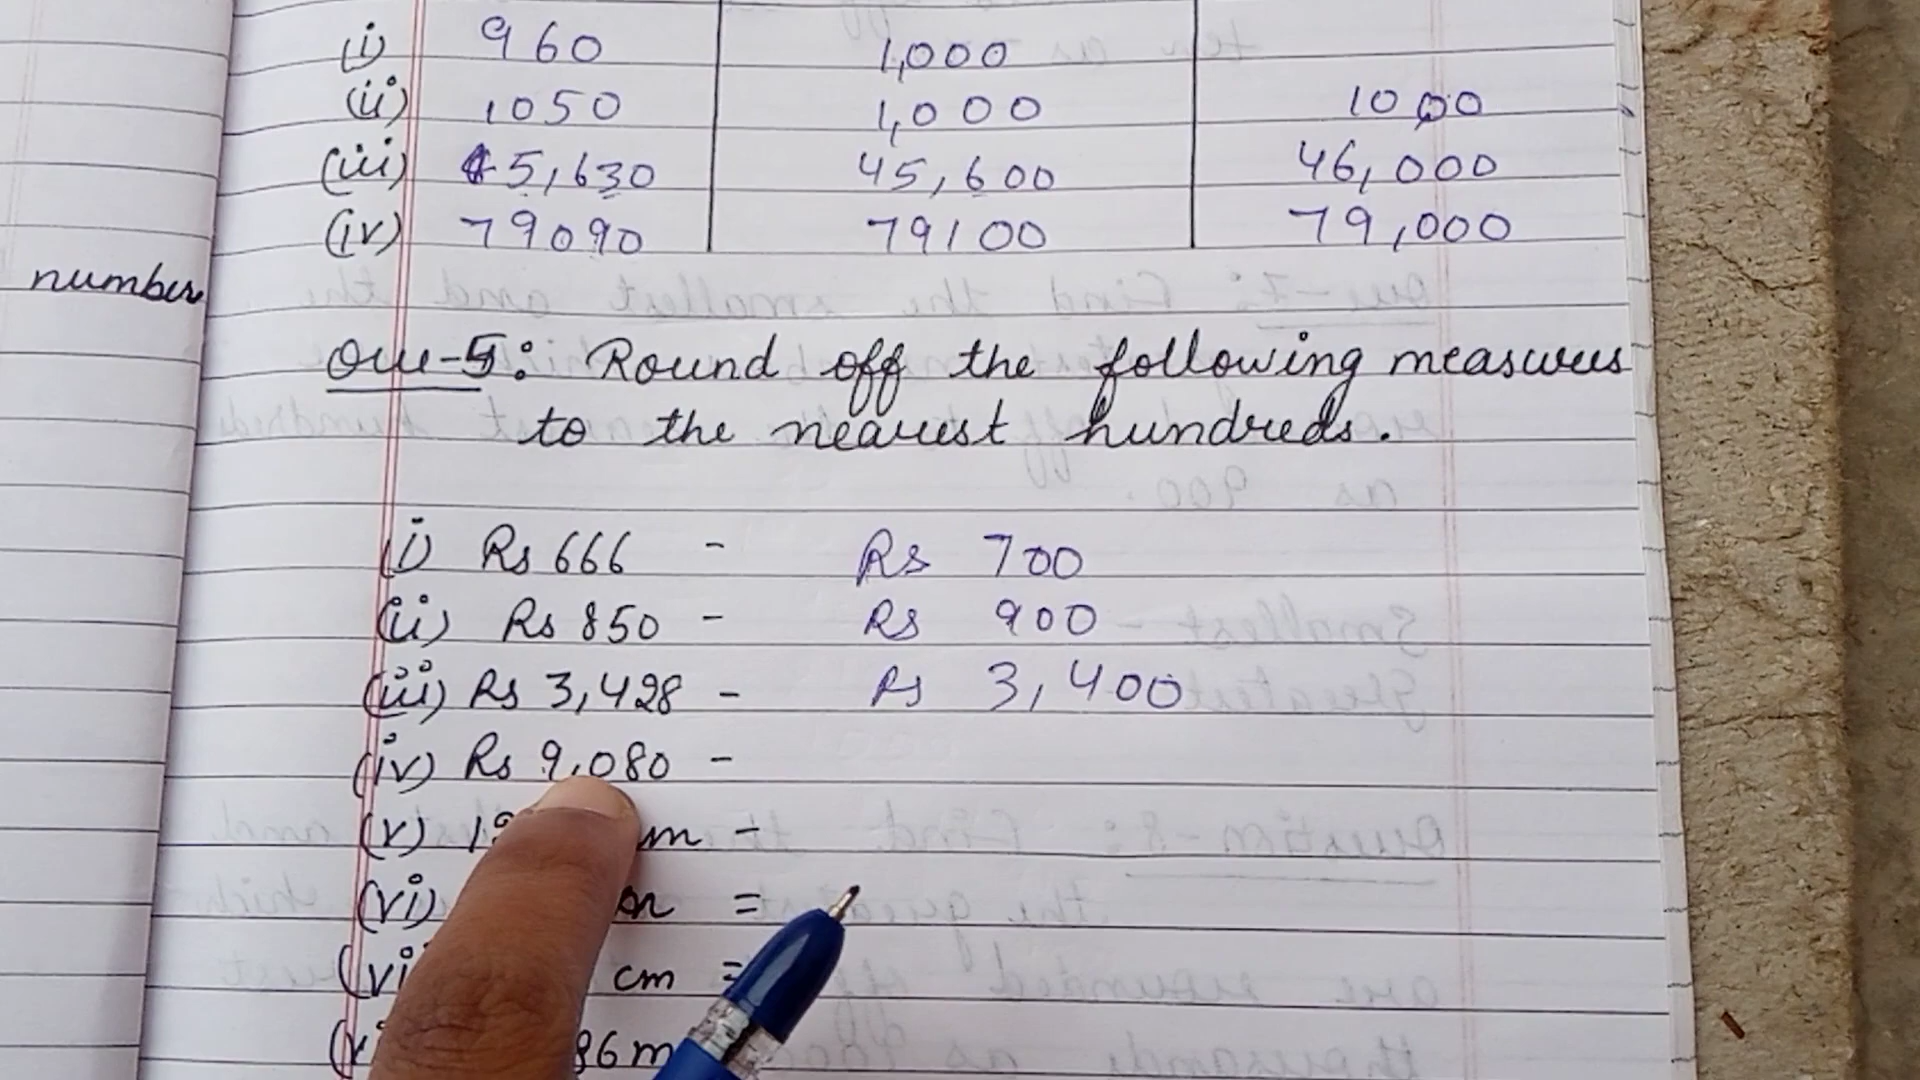 (i) 960 1,000
(ii) 1050 1,000 1000
(iii) 45,630 45,600 46,000
(iv) 79090 79100 79,000
number
Que-5: Round off the following measures
to the nearest hundreds.
(i) Rs 666 - Rs 700
(ii) Rs 850 - Rs 900
(iii) Rs 3,428 - Rs 3,400
(iv) Rs 9,080 -
(v) m -
(vi) =
cm =
86m